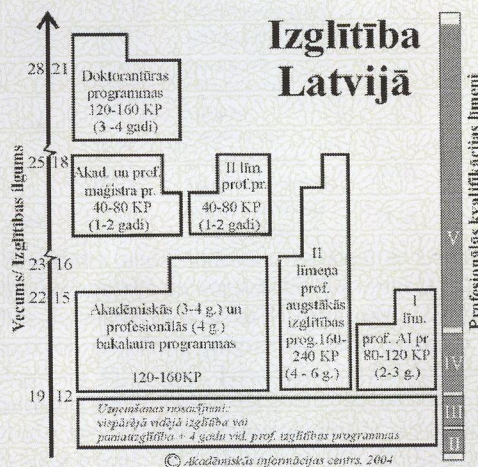 Izglītība
Latvijā
28 21
Doktorantūras
programmas
120-160 KP
(3 -4 gadi)
25 18
Akad. un prof.
maģistra pr.
40-80 KP
(1-2 gadi)
II līm.
prof.pr.
40-80 KP
(1-2 gadi)
23 16
22 15
Akadēmiskās (3-4 g.) un
profesionālās (4 g.)
bakalaura programmas
120-160KP
II
līmeņa
prof.
augstākās
izglītības
prog.160-
240 KP
(4 - 6 g.)
I
līm.
prof. AI pr
80-120 KP
(2-3 g.)
19 12
Uzņemšanas nosacījumi:
vispārējā vidējā izglītība vai
pamatizglītība + 4 gadu vid. prof. izglītības programmas
© Akadēmiskās informācijas centrs, 2004
Vecums/ Izglītības ilgums
Profesionālās kvalifikācijas līmeņi
V
IV
III
II